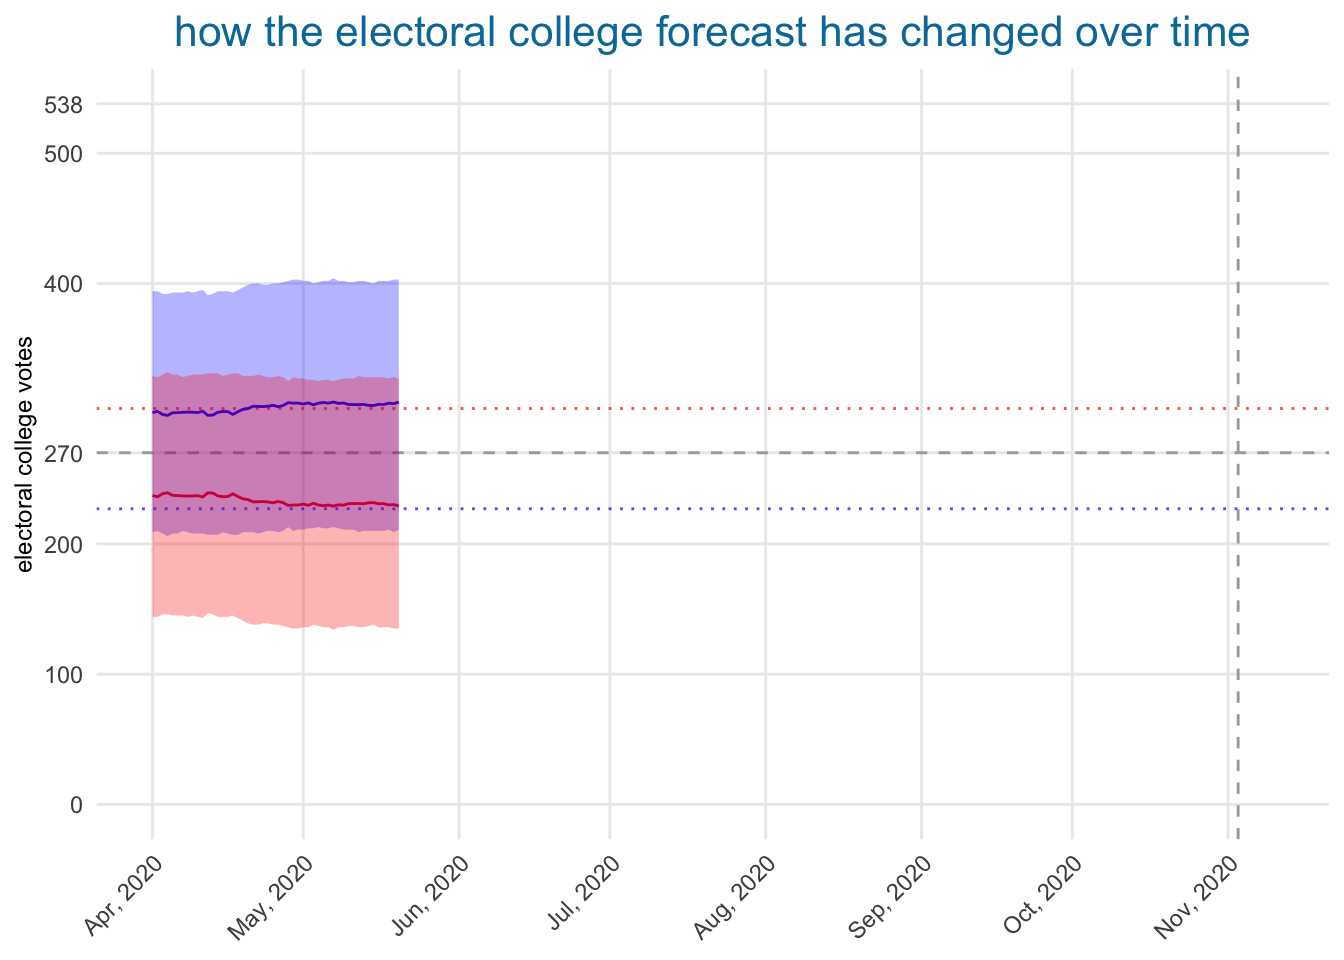 how the electoral college forecast has changed over time
538
500
400
270
200
100
0
electoral college votes
Apr, 2020
May, 2020
Jun, 2020
Jul, 2020
Aug, 2020
Sep, 2020
Oct, 2020
Nov, 2020